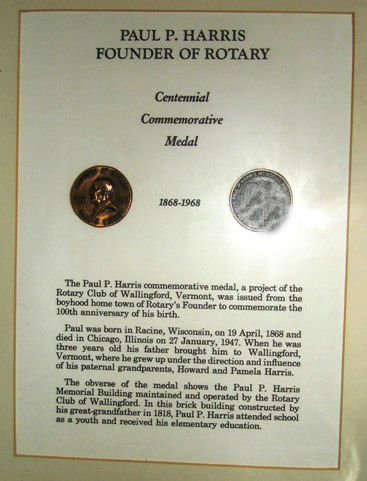 PAUL P. HARRIS
FOUNDER OF ROTARY
Centennial
Commemorative
Medal
1868-1968
The Paul P. Harris commemorative medal, a project of the
Rotary Club of Wallingford, Vermont, was issued from the
boyhood home town of Rotary's Founder to commemorate the
100th anniversary of his birth.
Paul was born in Racine, Wisconsin, on 19 April, 1868 and
died in Chicago, Illinois on 27 January, 1947. When he was
three years old his father brought him to Wallingford,
Vermont, where he grew up under the direction and influence
of his paternal grandparents, Howard and Pamela Harris.
The obverse of the medal shows the Paul P. Harris
Memorial Building maintained and operated by the Rotary
Club of Wallingford. In this brick building constructed by
his great-grandfather in 1818, Paul P. Harris attended school
as a youth and received his elementary education.